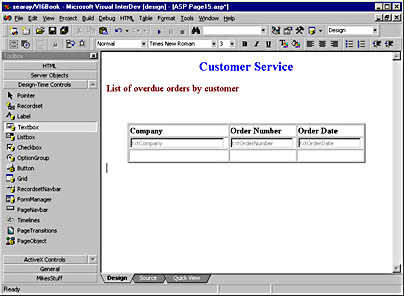 searay/VI6Book - Microsoft Visual InterDev [design] - [ASP Page15.asp*]
File Edit View Project Build Debug Table HTML Format Tools Window Help
Design
Normal Times New Roman 3
Toolbox
HTML
Server Objects
Design-Time Controls
Pointer
Recordset
Label
Textbox
Listbox
Checkbox
OptionGroup
Button
Grid
RecordsetNavbar
FormManager
PageNavbar
Timelines
PageTransitions
PageObject
ActiveX Controls
General
MikesStuff
Customer Service
List of overdue orders by customer
Company Order Number Order Date
txtCompany txtOrderNumber txtOrderDate
Design Source Quick View
Ready